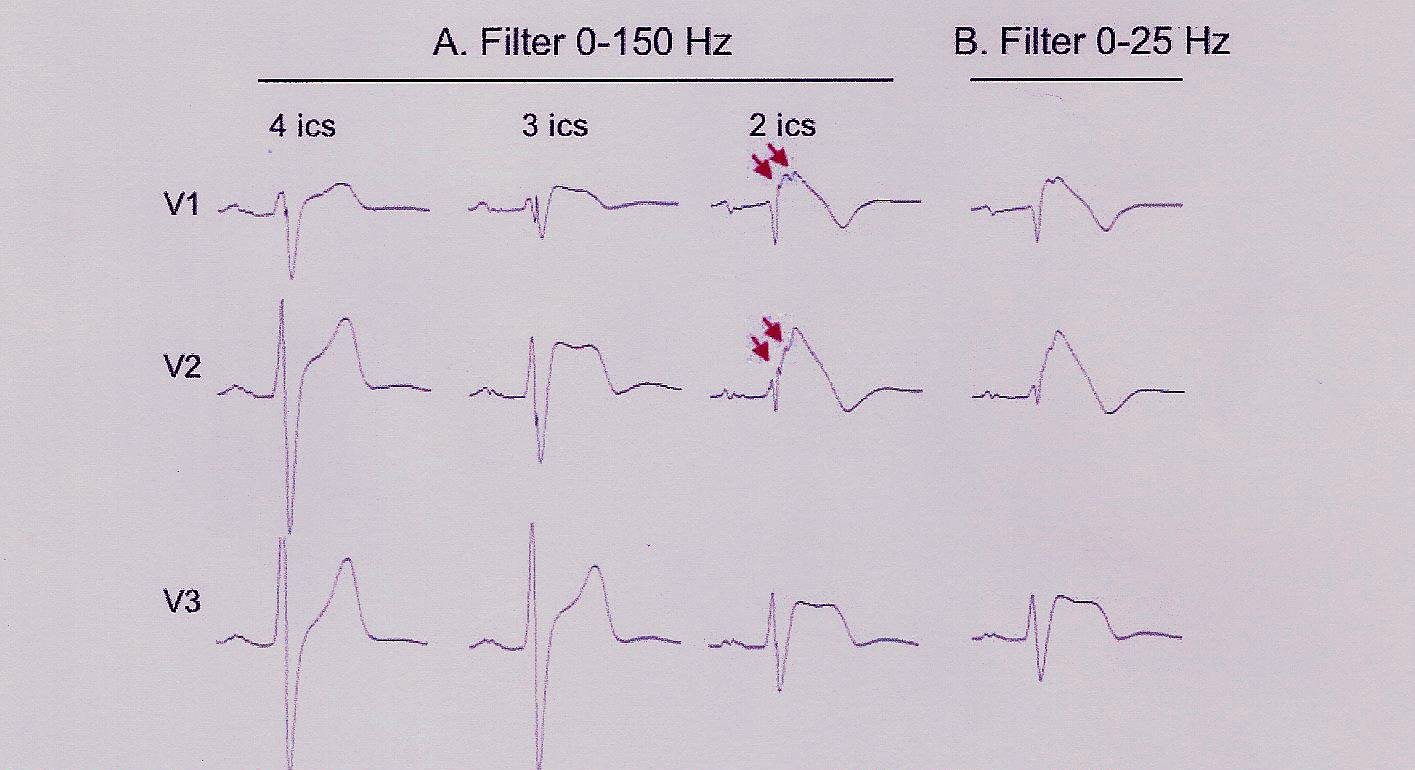 A. Filter 0-150 Hz
B. Filter 0-25 Hz
4 ics
3 ics
2 ics
V1
V2
V3